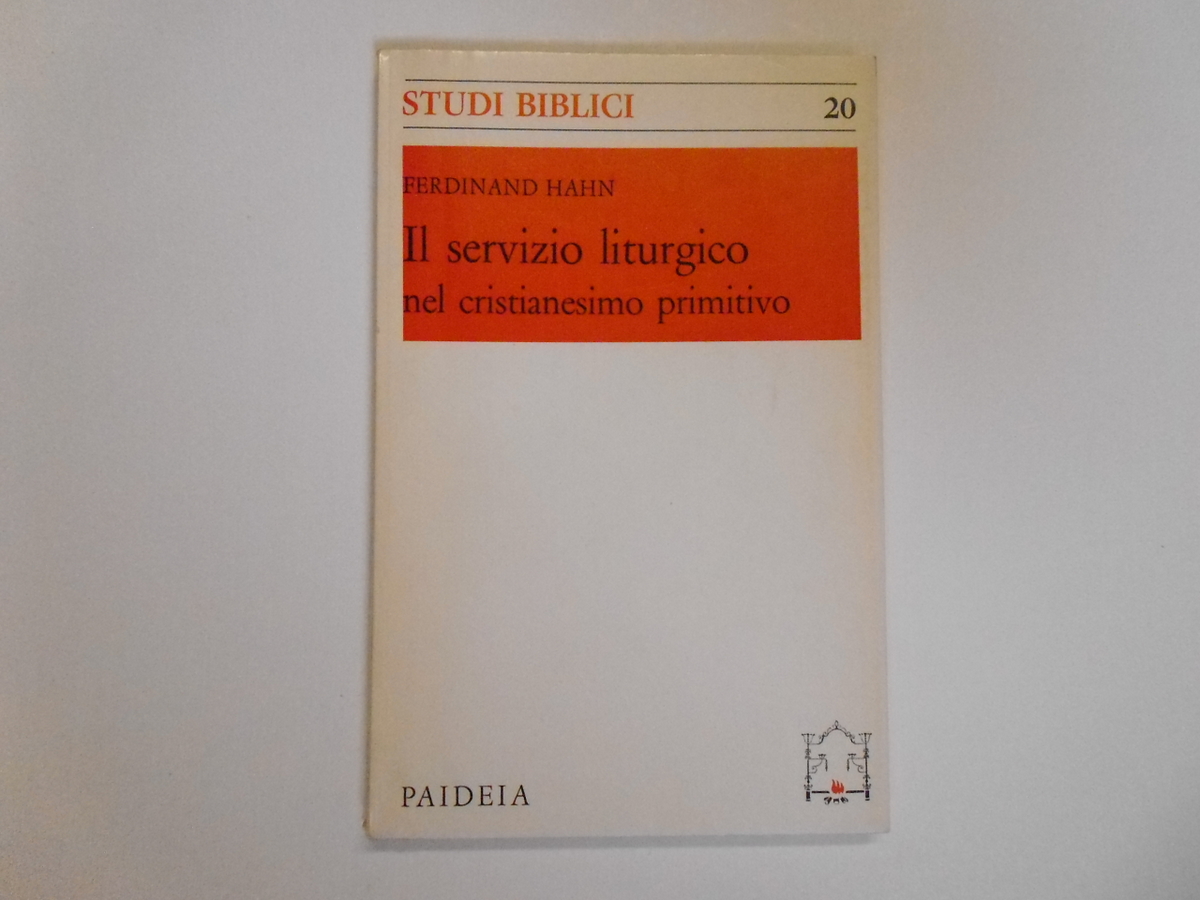 STUDI BIBLICI 20
FERDINAND HAHN
Il servizio liturgico
nel cristianesimo primitivo
PAIDEIA